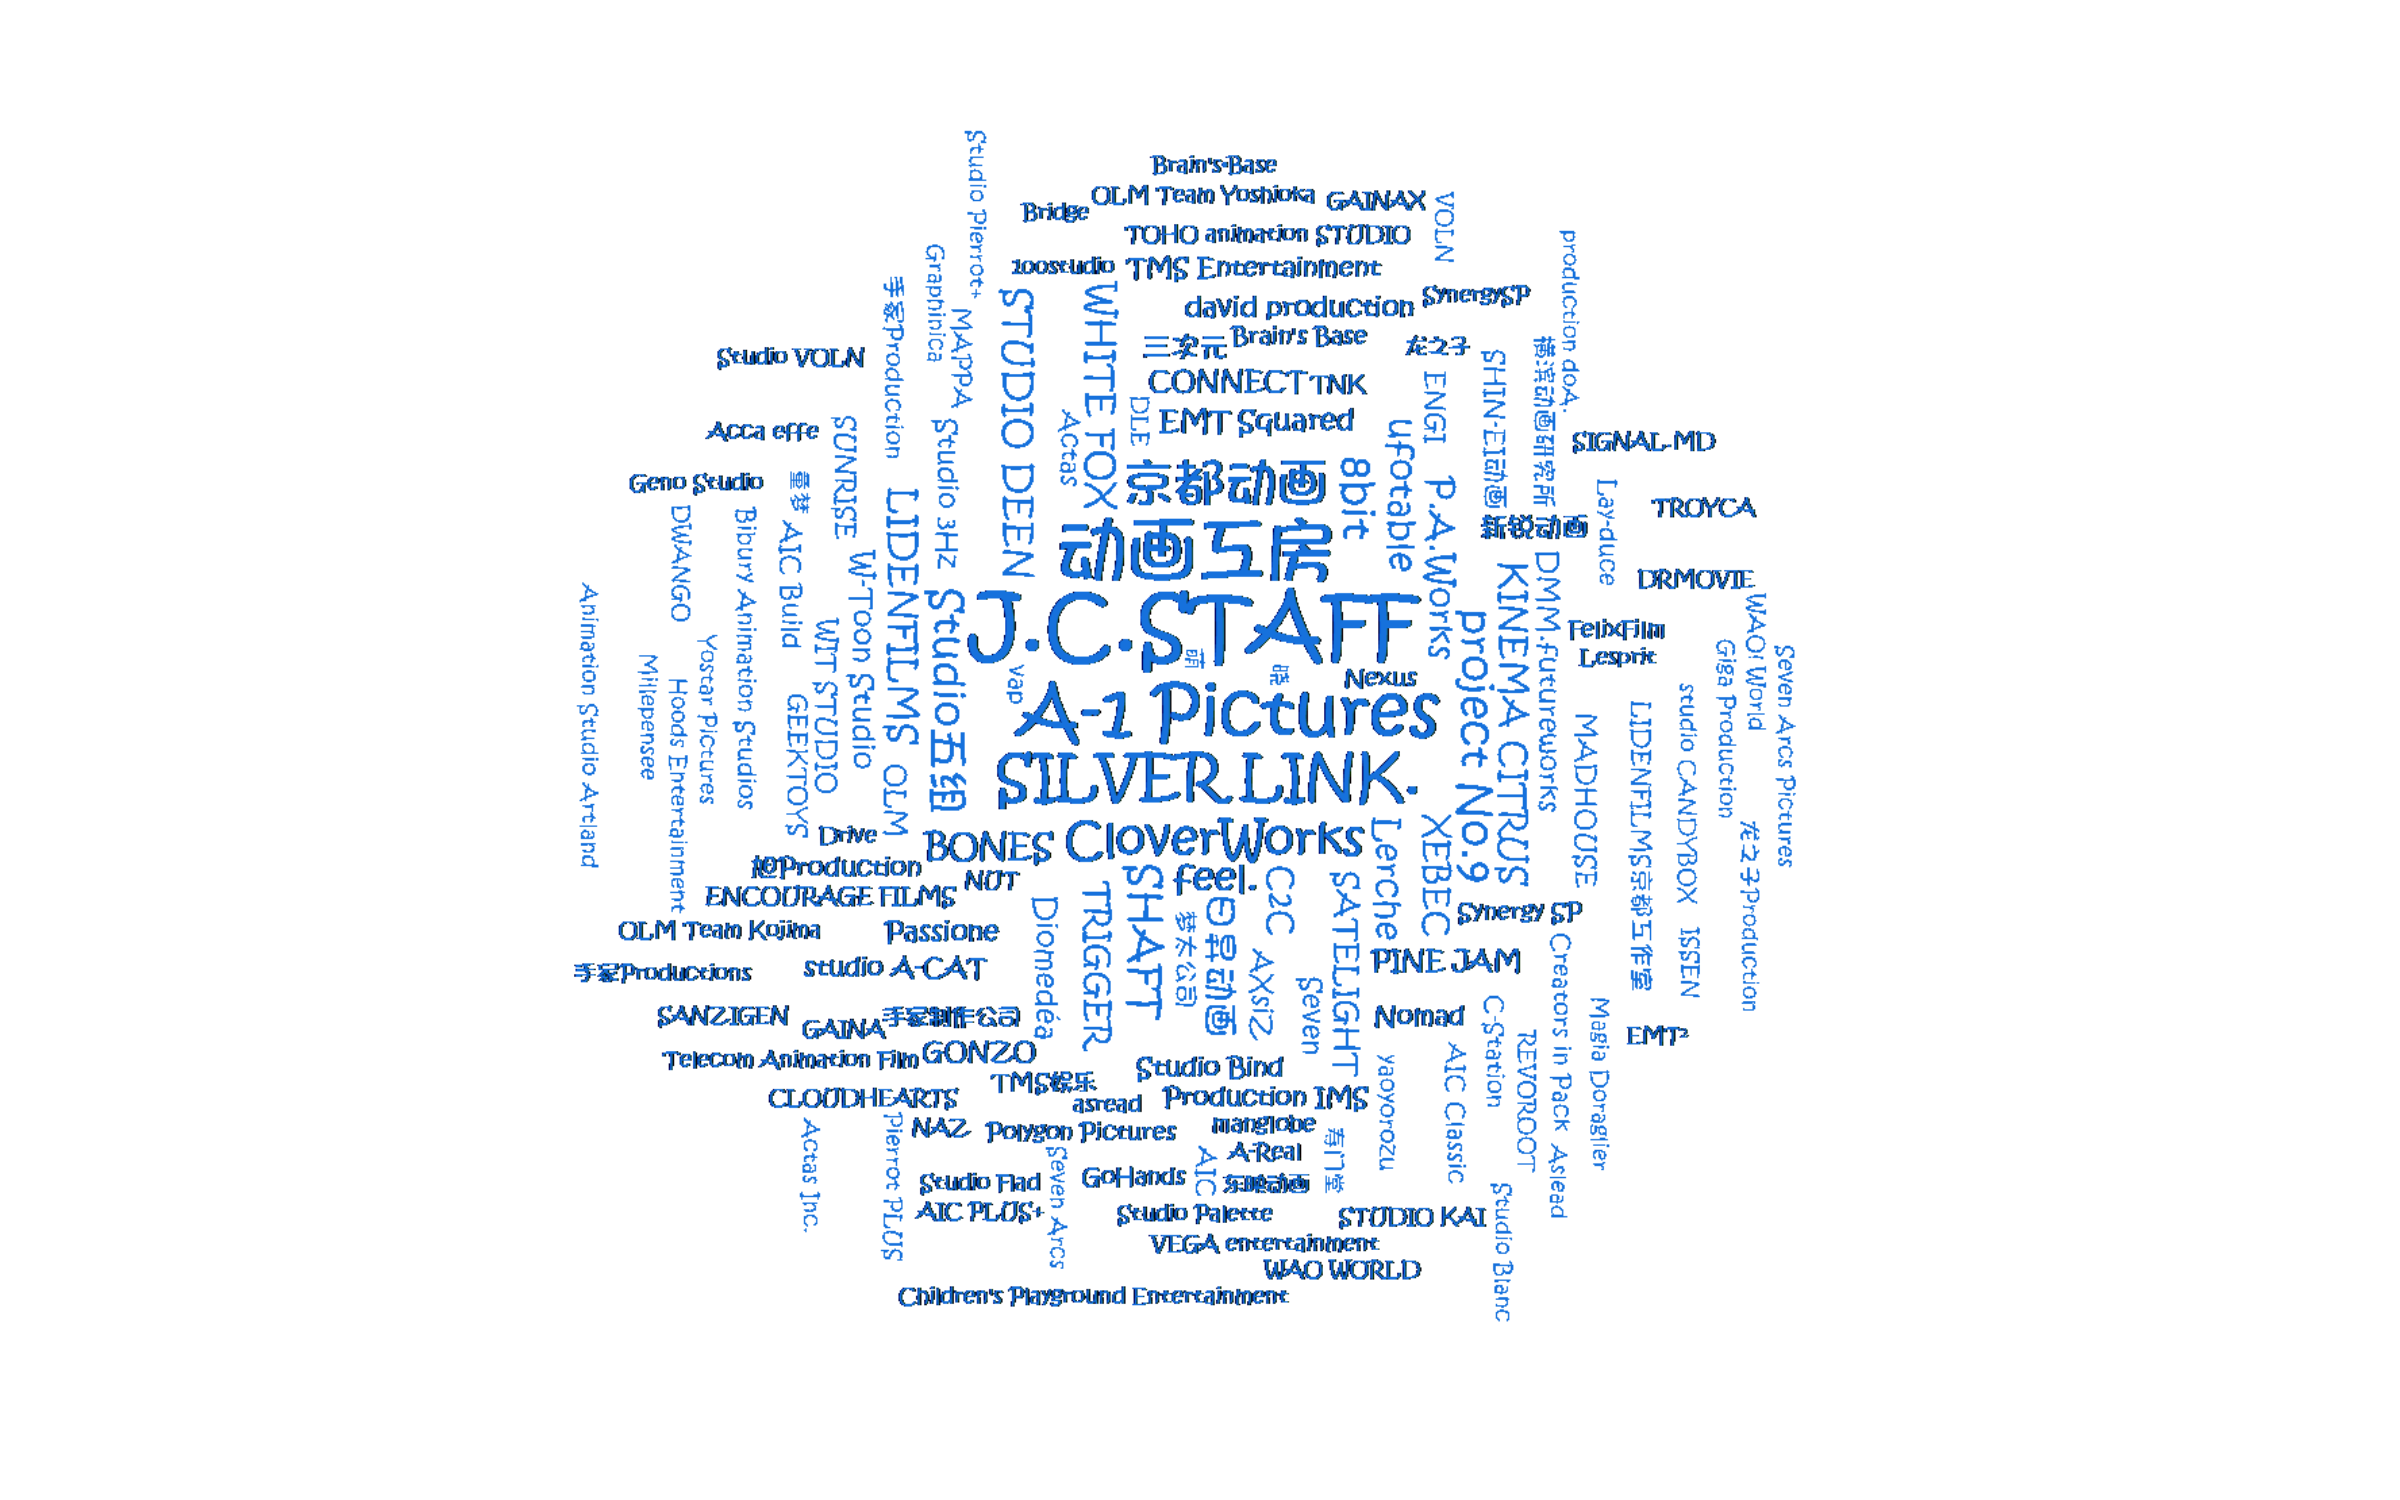 Studio Pierrot+
Brain's-Base
OLM Team Yoshioka
GAINAX
VOLN
Bridge
TOHO animation STUDIO
production doA.
Graphinica
100studio
TMS Entertainment
手冢Production
STUDIO DEEN
WHITE FOX
david production
SynergySP
MAPPA
三次元
Brain's Base
龙之子
SHIN-EI动画
横滨动画研究所
Studio VOLN
CONNECT
TNK
ENGI
DLE
EMT Squared
Actas
ufotable
Acca effe
SUNRISE
Studio 3Hz
SIGNAL-MD
京都动画
8bit
P.A.Works
Geno Studio
童梦
LIDENFILMS
Lay-duce
TROYCA
DWANGO
Bibury Animation Studios
AIC Build
动画工房
新锐动画
W-Toon Studio
DMM.futureworks
KINEMA CITRUS
DRMOVIE
Animation Studio Artland
Studio五组
J.C.STAFF
project No.9
WAO! World
WIT STUDIO
FelixFilm
Yostar Pictures
Giga Production
Seven Arcs Pictures
Millepensee
萌
Lesprit
vap
晓
Nexus
Hoods Entertainment
A-1 Pictures
studio CANDYBOX
GEEKTOYS
LIDENFILMS京都工作室
MADHOUSE
SILVER LINK.
OLM
Drive
BONES
CloverWorks
Lerche
XEBEC
龙之子Production
旭Production
NUT
feel.
C2C
SHAFT
SATELIGHT
TRIGGER
ENCOURAGE FILMS
Diomedéa
日昇动画
梦太公司
Synergy SP
OLM Team Kojima
Passione
ISSEN
Creators in Pack
AXsiZ
PINE JAM
手冢Productions
studio A-CAT
Seven
C-Station
Magia Doraglier
SANZIGEN
GAINA
手冢制作公司
Nomad
EMT²
REVOROOT
Telecom Animation Film
GONZO
Studio Bind
yaoyorozu
AIC Classic
TMS娱乐
CLOUDHEARTS
asread
Production IMS
Pierrot PLUS
Actas Inc.
NAZ
Polygon Pictures
manglobe
寿门堂
A-Real
Aslead
Seven Arcs
AIC
Studio Flad
GoHands
东映动画
Studio Blanc
AIC PLUS+
Studio Palette
STUDIO KAI
VEGA entertainment
WAO WORLD
Children's Playground Entertainment